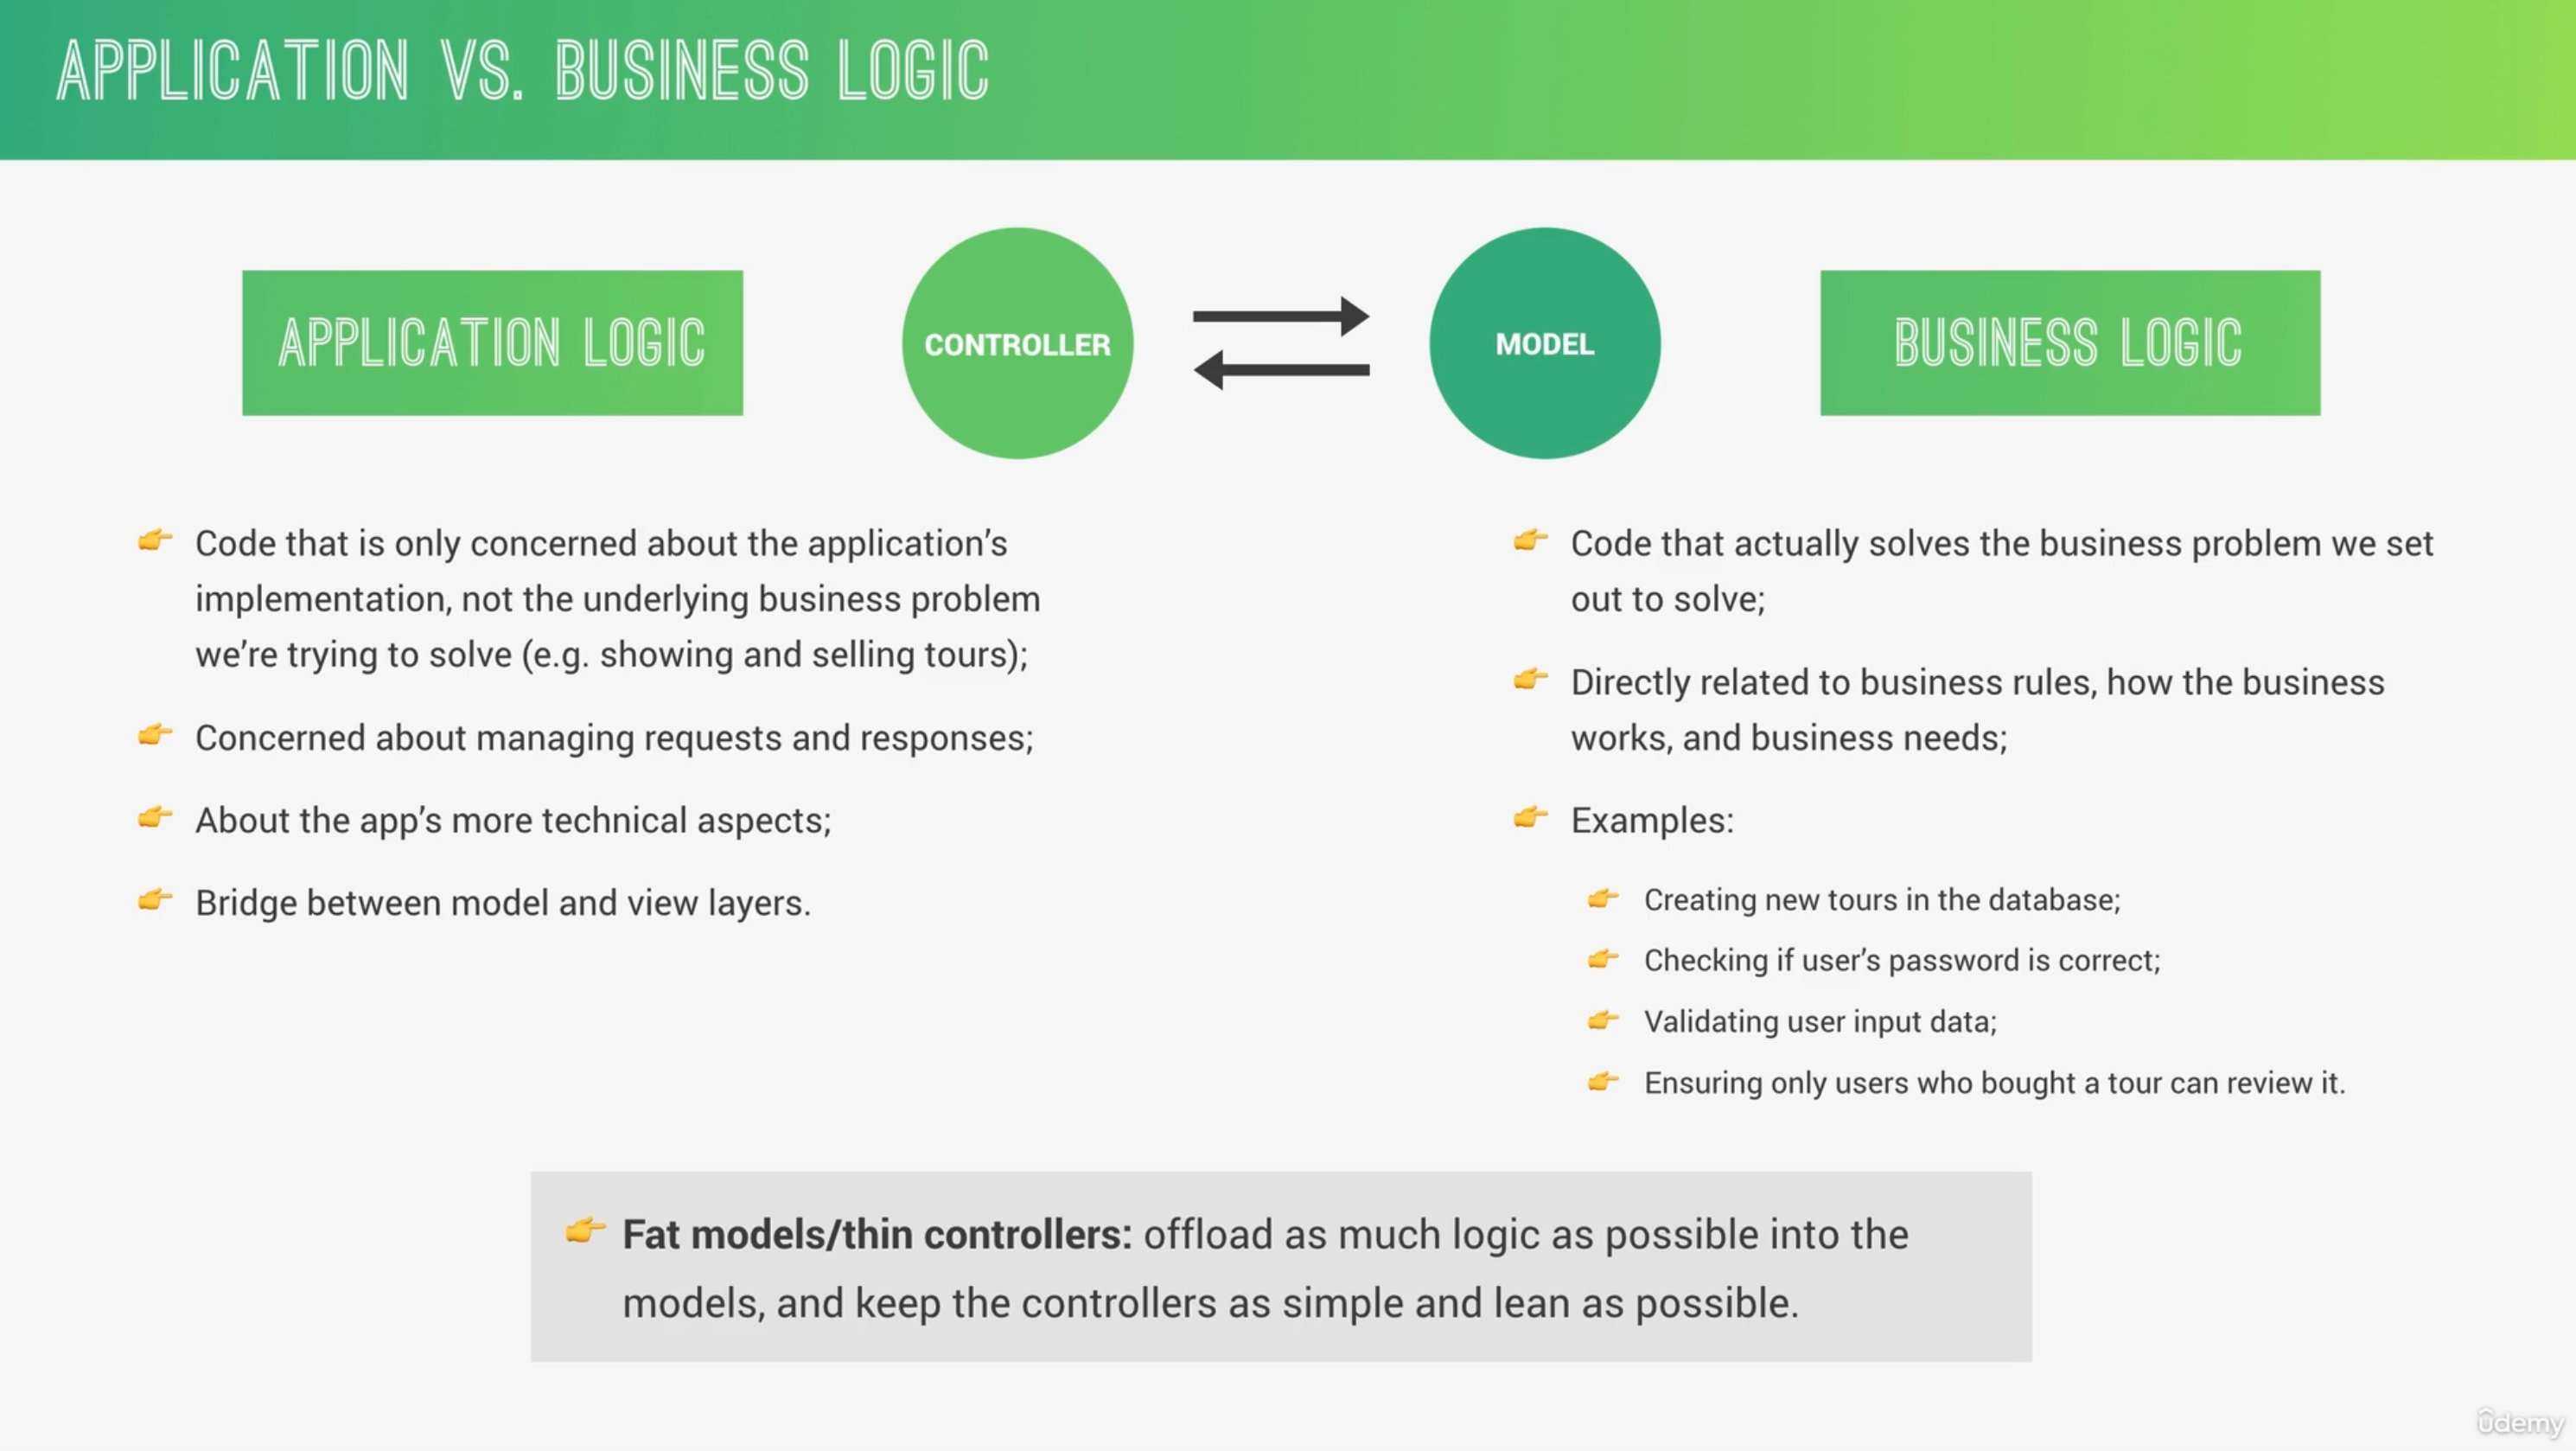 APPLICATION VS. BUSINESS LOGIC
APPLICATION LOGIC
CONTROLLER
MODEL
BUSINESS LOGIC
👉 Code that is only concerned about the application’s
implementation, not the underlying business problem
we’re trying to solve (e.g. showing and selling tours);
👉 Concerned about managing requests and responses;
👉 About the app’s more technical aspects;
👉 Bridge between model and view layers.
👉 Code that actually solves the business problem we set
out to solve;
👉 Directly related to business rules, how the business
works, and business needs;
👉 Examples:
👉 Creating new tours in the database;
👉 Checking if user’s password is correct;
👉 Validating user input data;
👉 Ensuring only users who bought a tour can review it.
👉 Fat models/thin controllers: offload as much logic as possible into the
models, and keep the controllers as simple and lean as possible.
ûdemy